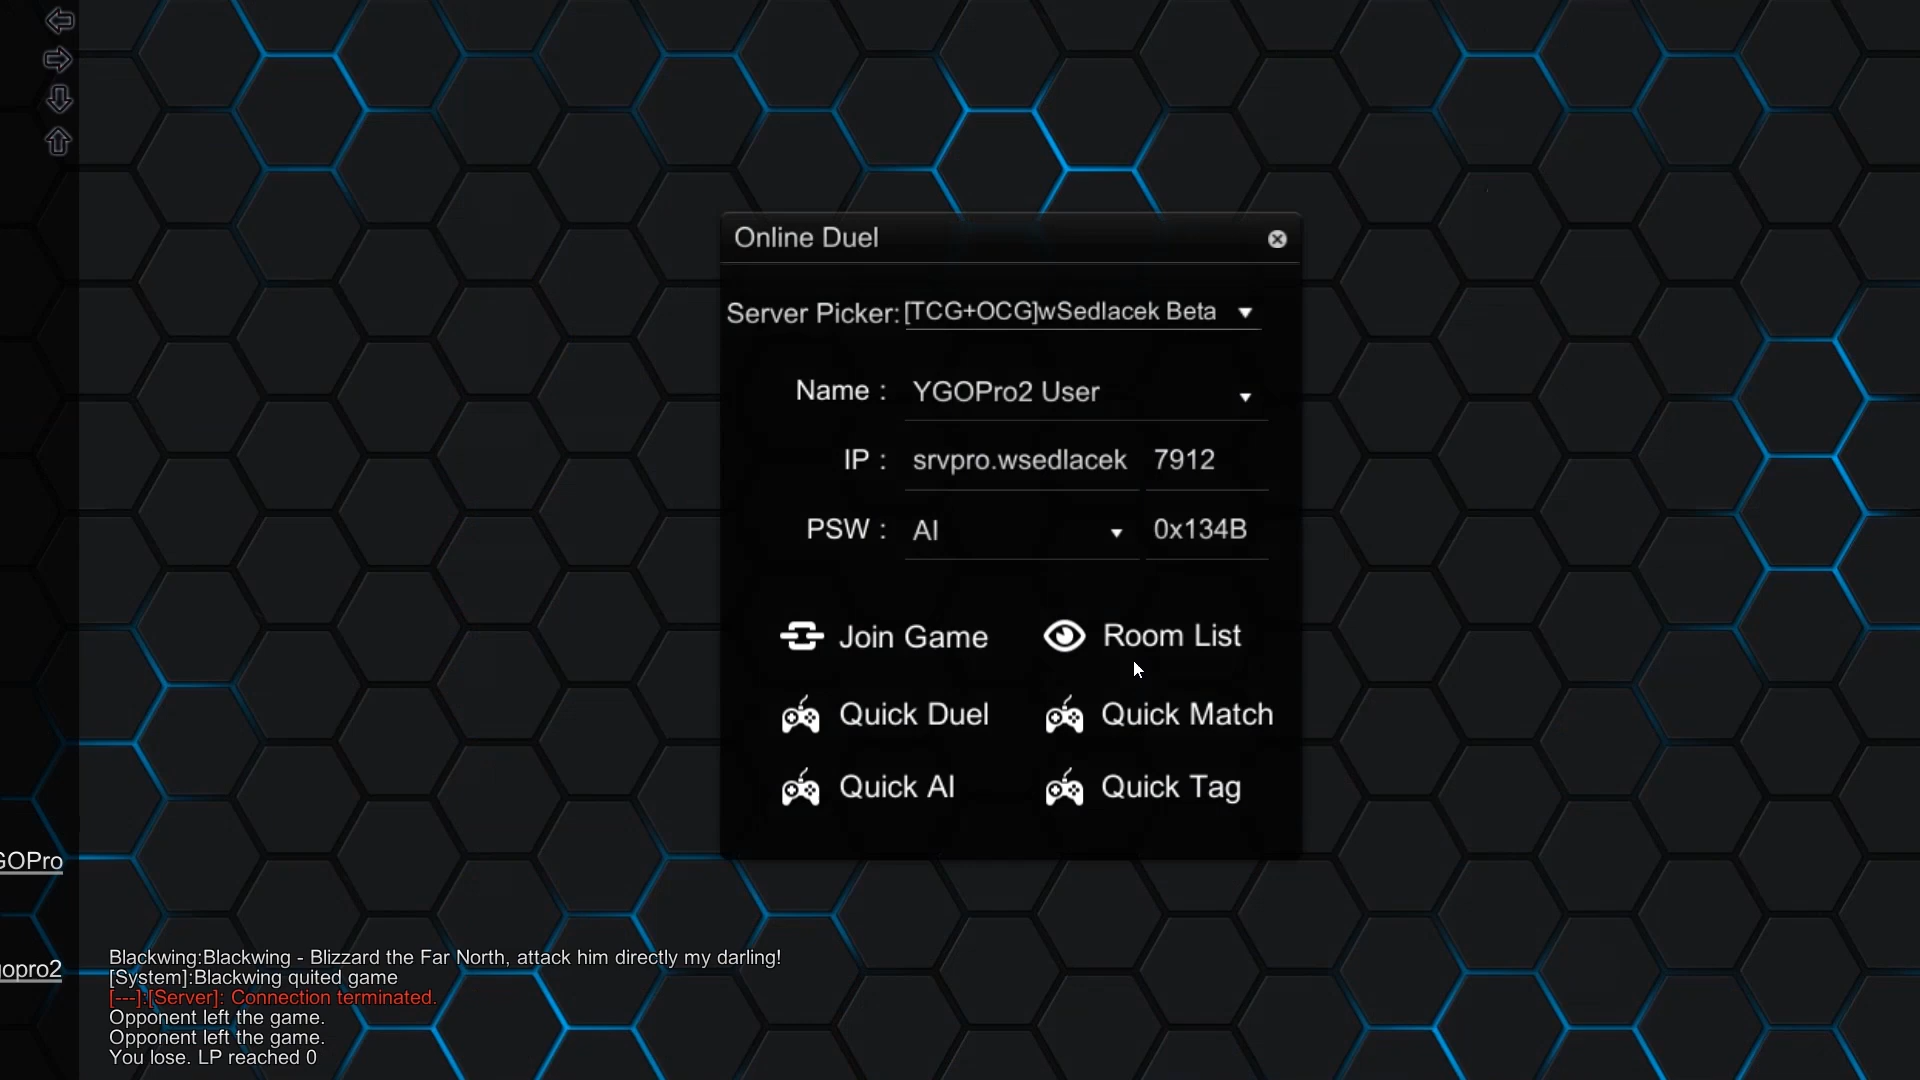 Online Duel
Server Picker: [TCG+OCG]wSedlacek Beta
Name : YGOPro2 User
IP : srvpro.wsedlacek 7912
PSW : AI 0x134B
Join Game Room List
Quick Duel Quick Match
Quick AI Quick Tag
GOPro
gopro2
Blackwing:Blackwing - Blizzard the Far North, attack him directly my darling!
[System]:Blackwing quited game
[---]:[Server]: Connection terminated.
Opponent left the game.
Opponent left the game.
You lose. LP reached 0